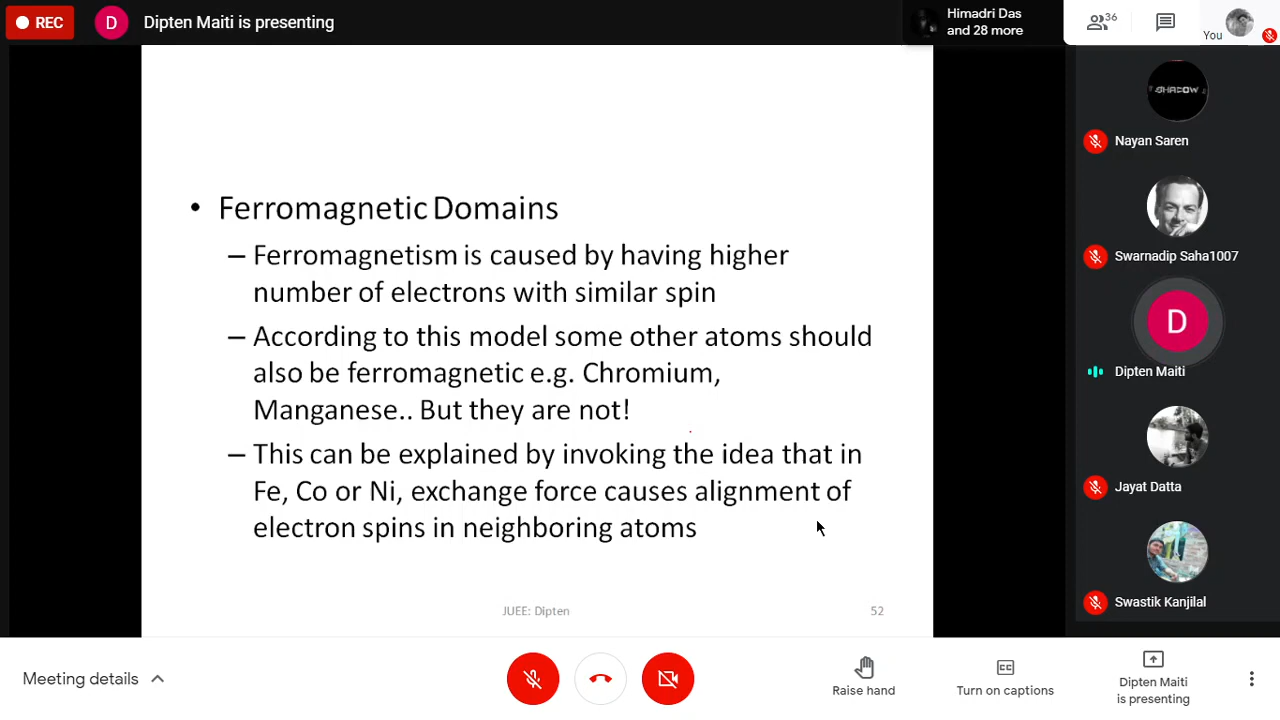 REC
D
Dipten Maiti is presenting
Himadri Das
and 28 more
36
You
SHADOW
Nayan Saren
Swarnadip Saha1007
D
Dipten Maiti
Jayat Datta
Swastik Kanjilal
• Ferromagnetic Domains
– Ferromagnetism is caused by having higher
number of electrons with similar spin
– According to this model some other atoms should
also be ferromagnetic e.g. Chromium,
Manganese.. But they are not!
– This can be explained by invoking the idea that in
Fe, Co or Ni, exchange force causes alignment of
electron spins in neighboring atoms
JUEE: Dipten
52
Meeting details
Raise hand
CC
Turn on captions
Dipten Maiti
is presenting